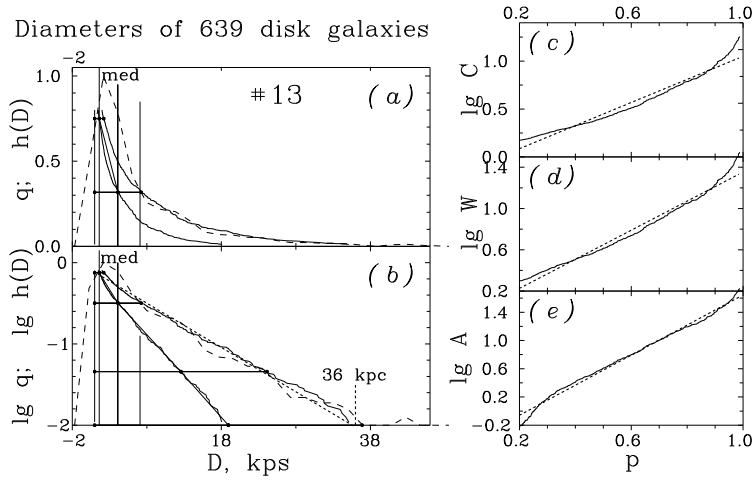 Diameters of 639 disk galaxies
-2
med
#13
(a)
1.0
0.5
0.0
q; h(D)
med
(b)
0
-1
-2
lg q; lg h(D)
36 kpc
-2
18
38
D, kps
0.2
0.6
1.0
(c)
1.0
0.5
0.0
lg C
(d)
1.4
1.0
0.6
0.2
lg W
(e)
1.6
1.2
0.8
0.4
0.0
-0.2
lg A
0.2
0.6
1.0
p